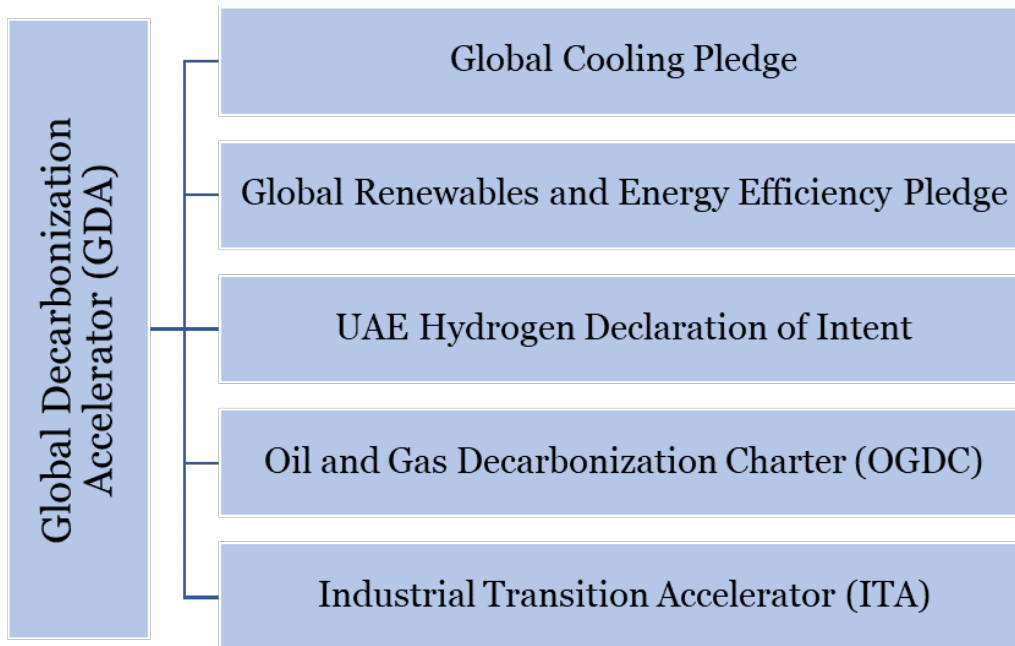 Global Decarbonization
Accelerator (GDA)
Global Cooling Pledge
Global Renewables and Energy Efficiency Pledge
UAE Hydrogen Declaration of Intent
Oil and Gas Decarbonization Charter (OGDC)
Industrial Transition Accelerator (ITA)